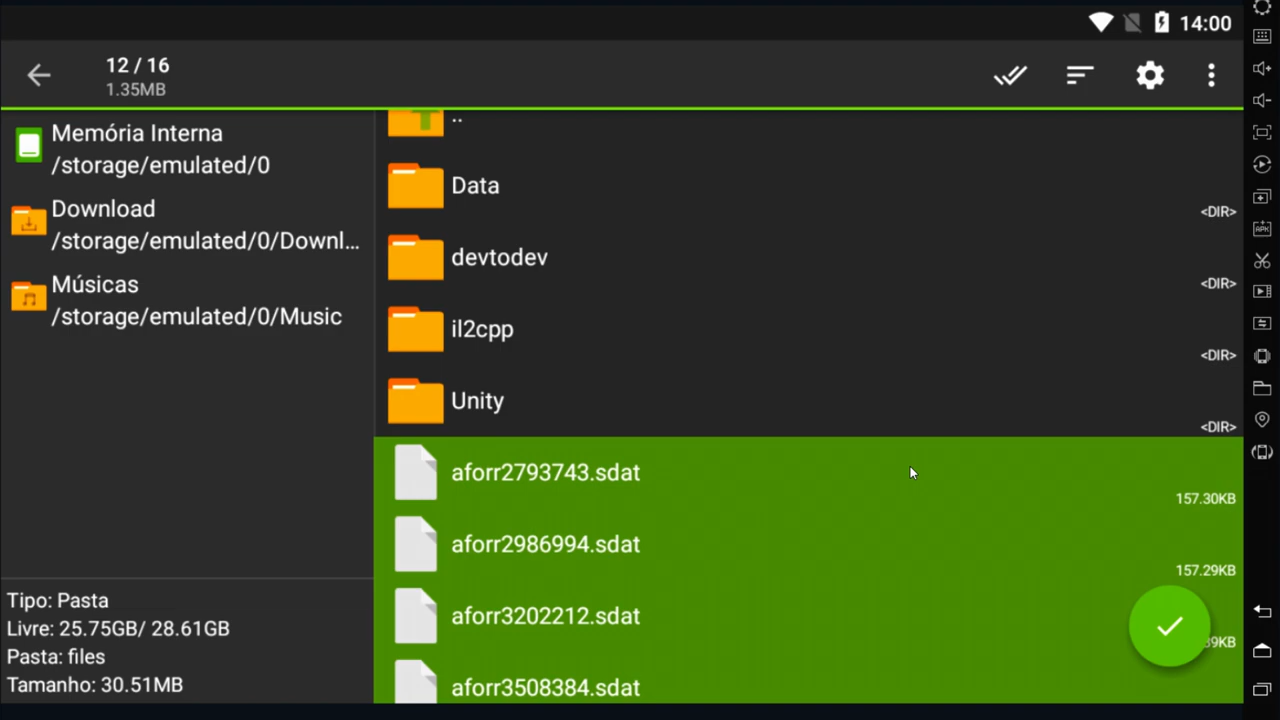 14:00
12 / 16
1.35MB
Memória Interna
/storage/emulated/0
Download
/storage/emulated/0/Downl...
Músicas
/storage/emulated/0/Music
..
Data
<DIR>
devtodev
<DIR>
il2cpp
<DIR>
Unity
<DIR>
aforr2793743.sdat
157.30KB
aforr2986994.sdat
157.29KB
aforr3202212.sdat
9KB
aforr3508384.sdat
Tipo: Pasta
Livre: 25.75GB/ 28.61GB
Pasta: files
Tamanho: 30.51MB
APK